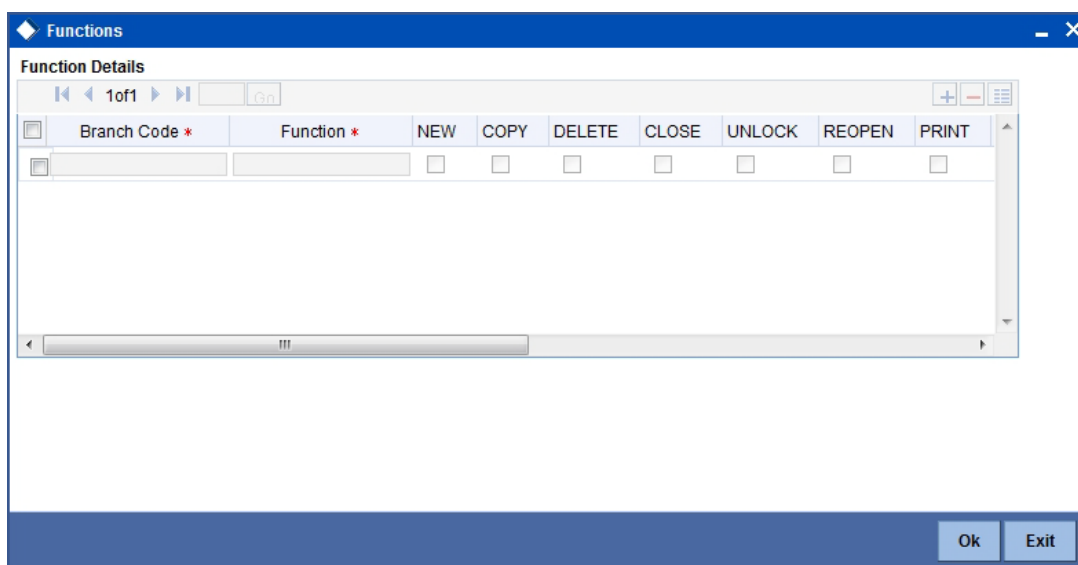 Functions
Function Details
1of1 Go
Branch Code * Function * NEW COPY DELETE CLOSE UNLOCK REOPEN PRINT
Ok Exit